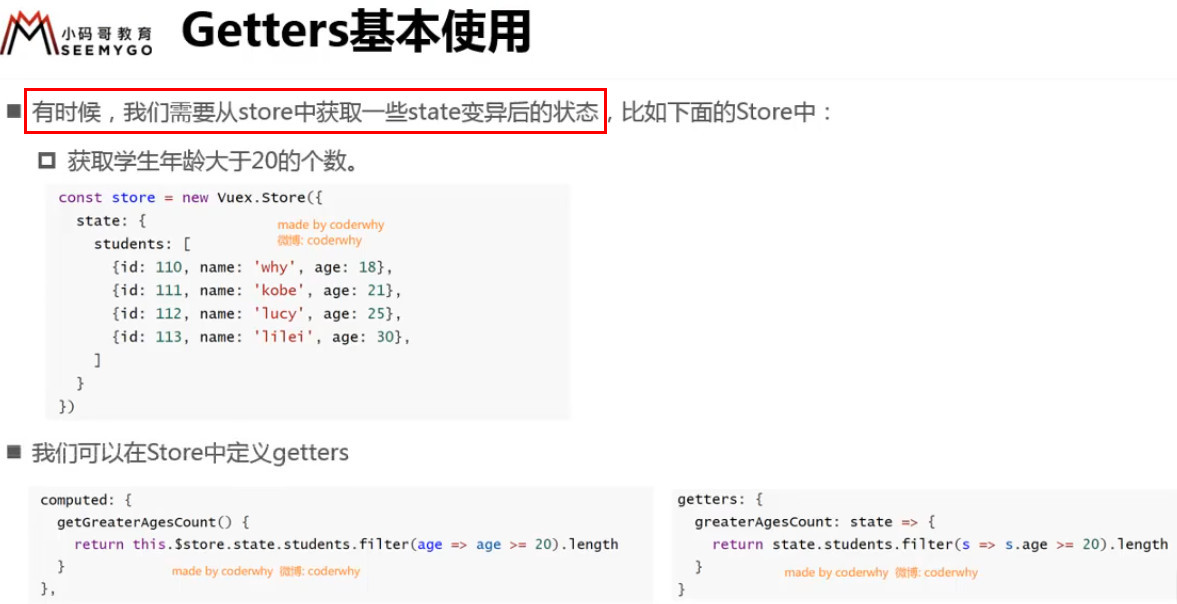 小码哥教育
SEEMYGO
Getters基本使用
有时候，我们需要从store中获取一些state变异后的状态，比如下面的Store中：
获取学生年龄大于20的个数。
const store = new Vuex.Store({
state: {
made by coderwhy
students: [
微博: coderwhy
{id: 110, name: 'why', age: 18},
{id: 111, name: 'kobe', age: 21},
{id: 112, name: 'lucy', age: 25},
{id: 113, name: 'lilei', age: 30},
]
}
})
我们可以在Store中定义getters
computed: {
getGreaterAgesCount() {
return this.$store.state.students.filter(age => age >= 20).length
}
made by coderwhy 微博: coderwhy
},
getters: {
greaterAgesCount: state => {
return state.students.filter(s => s.age >= 20).length
}
made by coderwhy 微博: coderwhy
}